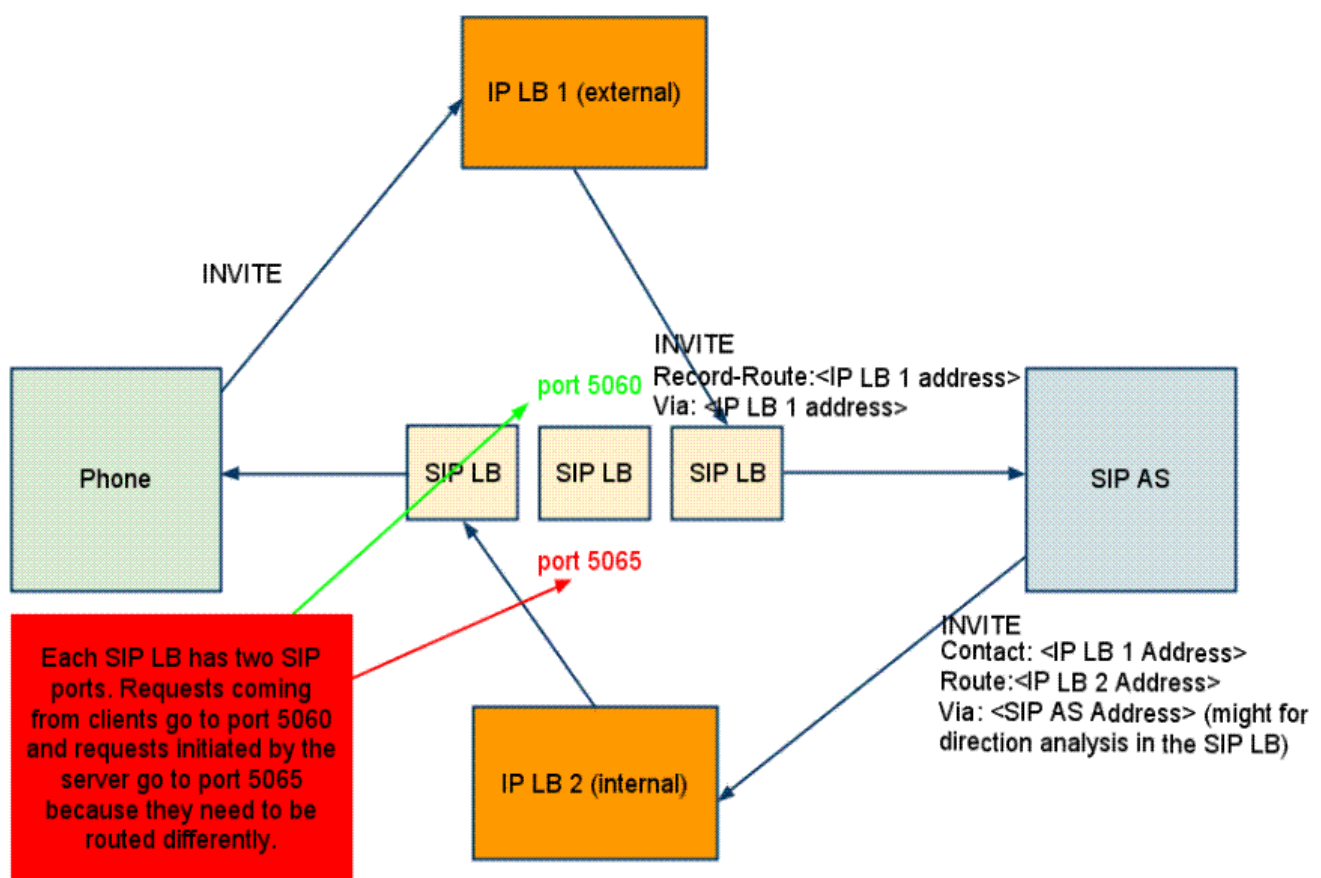 IP LB 1 (external)
INVITE
INVITE
Record-Route:<IP LB 1 address>
Via: <IP LB 1 address>
port 5060
Phone
SIP LB
SIP LB
SIP LB
SIP AS
port 5065
Each SIP LB has two SIP
ports. Requests coming
from clients go to port 5060
and requests initiated by the
server go to port 5065
because they need to be
routed differently.
INVITE
Contact: <IP LB 1 Address>
Route:<IP LB 2 Address>
Via: <SIP AS Address> (might for
direction analysis in the SIP LB)
IP LB 2 (internal)